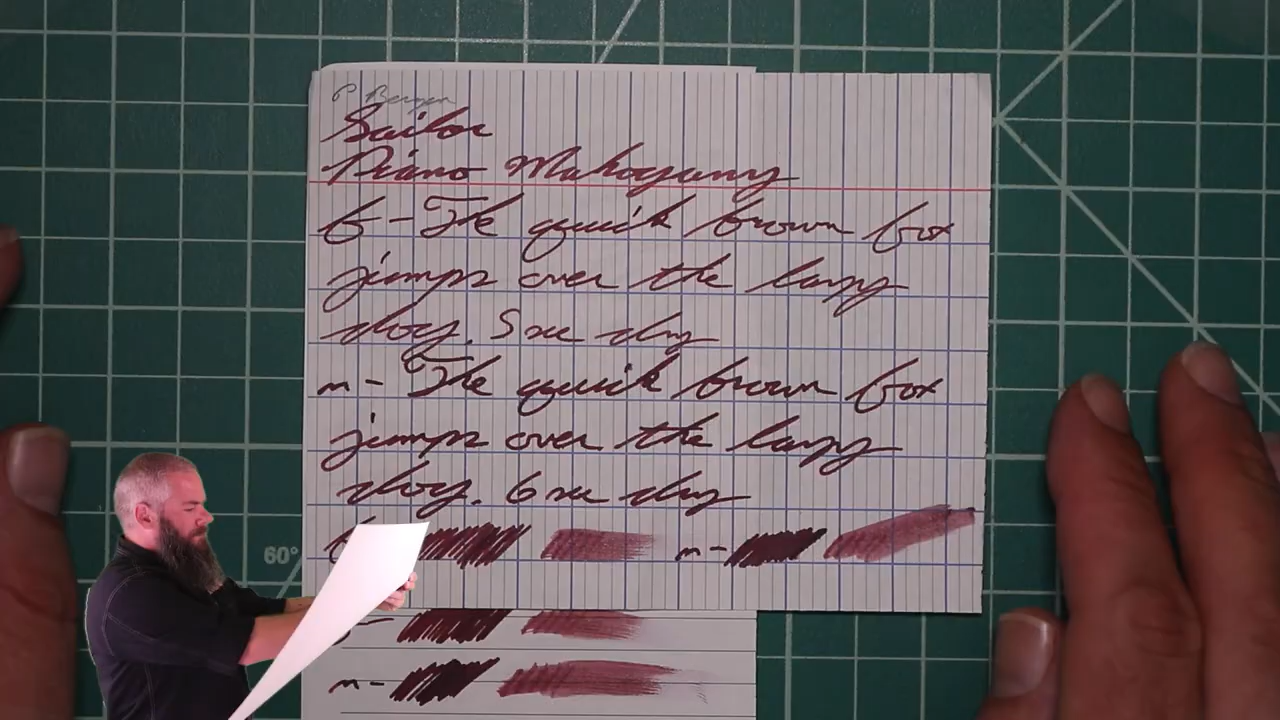 Sailor
Piano Mahogany
f - The quick brown fox
jumps over the lazy
dog. 5 sec dry
m - The quick brown fox
jumps over the lazy
dog. 6 sec dry
m -
60°
m -